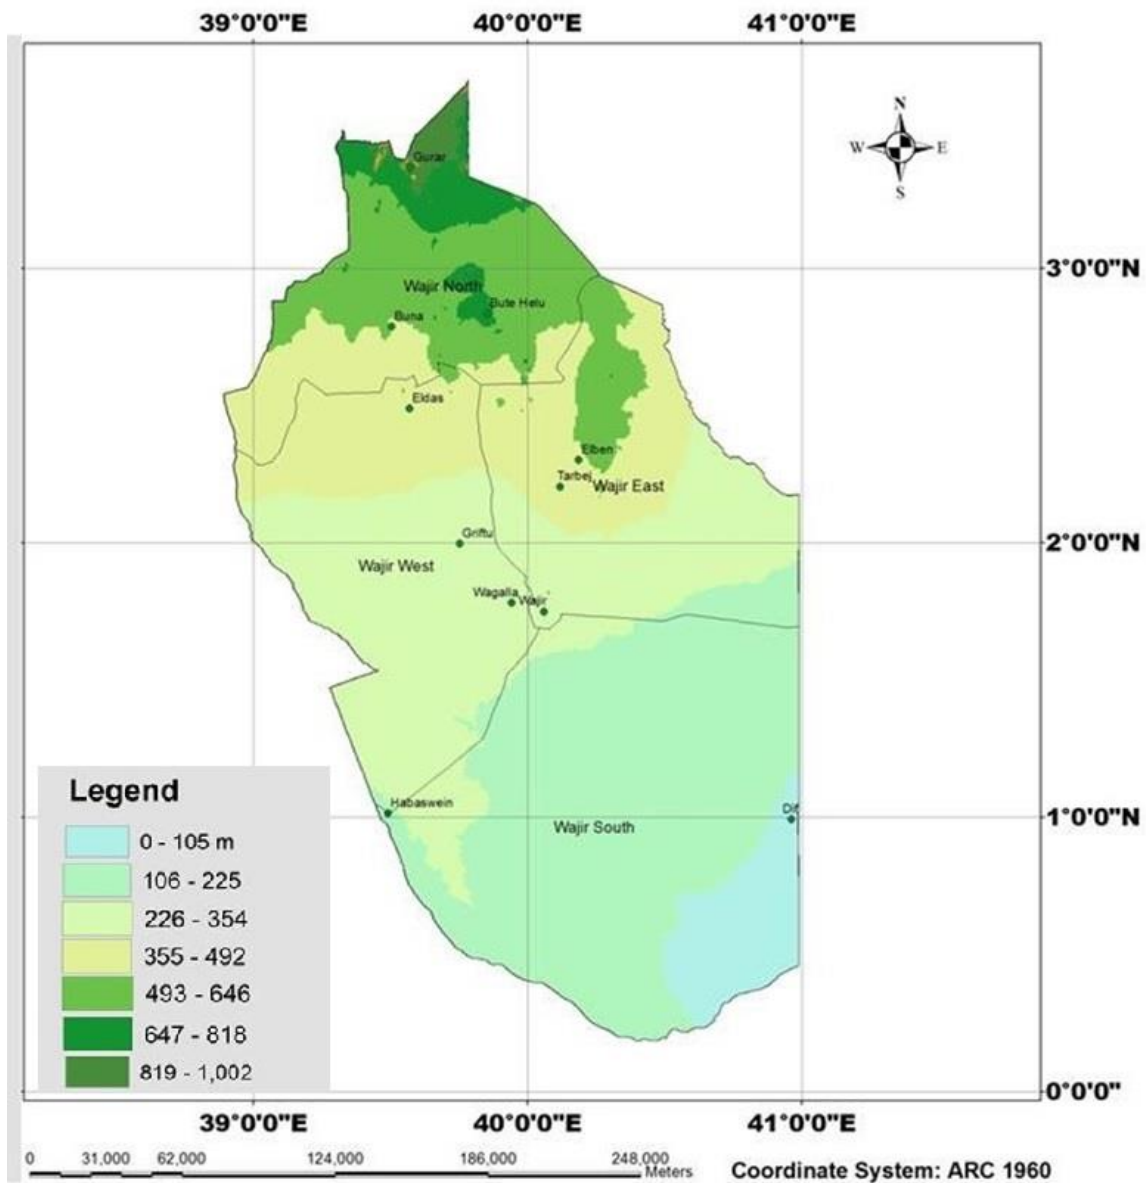 39°0'0"E 40°0'0"E 41°0'0"E
N
W E
S
Gurar
3°0'0"N
Wajir North
Bute Helu
Buna
Eldas
Elben
Tarbej
Wajir East
2°0'0"N
Griftu
Wajir West
Wagalla Wajir
Legend
Habaswein
Dif
1°0'0"N
Wajir South
0 - 105 m
106 - 225
226 - 354
355 - 492
493 - 646
647 - 818
819 - 1,002
0°0'0"
39°0'0"E 40°0'0"E 41°0'0"E
0 31,000 62,000 124,000 186,000 248,000
Meters
Coordinate System: ARC 1960